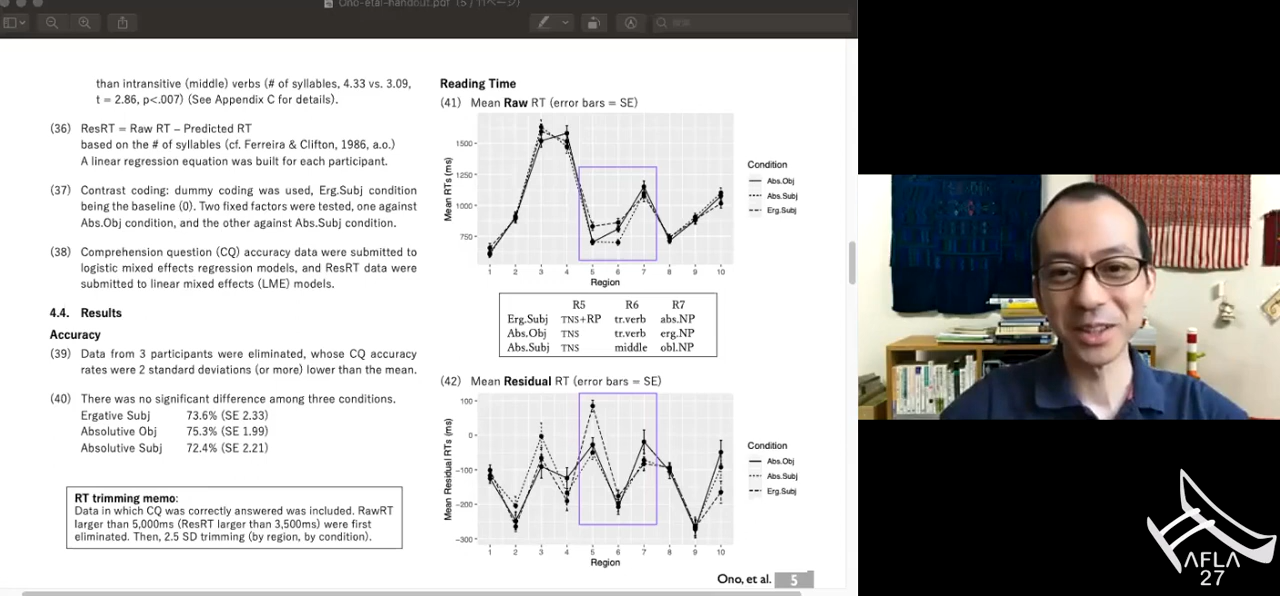 Ono-etal-handout.pdf (5 / 11ページ)
検索
than intransitive (middle) verbs (# of syllables, 4.33 vs. 3.09,
t = 2.86, p<.007) (See Appendix C for details).
(36) ResRT = Raw RT – Predicted RT
based on the # of syllables (cf. Ferreira & Clifton, 1986, a.o.)
A linear regression equation was built for each participant.
(37) Contrast coding: dummy coding was used, Erg.Subj condition
being the baseline (0). Two fixed factors were tested, one against
Abs.Obj condition, and the other against Abs.Subj condition.
(38) Comprehension question (CQ) accuracy data were submitted to
logistic mixed effects regression models, and ResRT data were
submitted to linear mixed effects (LME) models.
4.4. Results
Accuracy
(39) Data from 3 participants were eliminated, whose CQ accuracy
rates were 2 standard deviations (or more) lower than the mean.
(40) There was no significant difference among three conditions.
Ergative Subj 73.6% (SE 2.33)
Absolutive Obj 75.3% (SE 1.99)
Absolutive Subj 72.4% (SE 2.21)
RT trimming memo:
Data in which CQ was correctly answered was included. RawRT
larger than 5,000ms (ResRT larger than 3,500ms) were first
eliminated. Then, 2.5 SD trimming (by region, by condition).
Reading Time
(41) Mean Raw RT (error bars = SE)
Mean RTs (ms)
1500
1250
1000
750
1 2 3 4 5 6 7 8 9 10
Region
Condition
Abs.Obj
Abs.Subj
Erg.Subj
R5 R6 R7
Erg.Subj TNS+RP tr.verb abs.NP
Abs.Obj TNS tr.verb erg.NP
Abs.Subj TNS middle obl.NP
(42) Mean Residual RT (error bars = SE)
Mean Residual RTs (ms)
100
0
-100
-200
-300
1 2 3 4 5 6 7 8 9 10
Region
Condition
Abs.Obj
Abs.Subj
Erg.Subj
Ono, et al. 5
AFLA
27